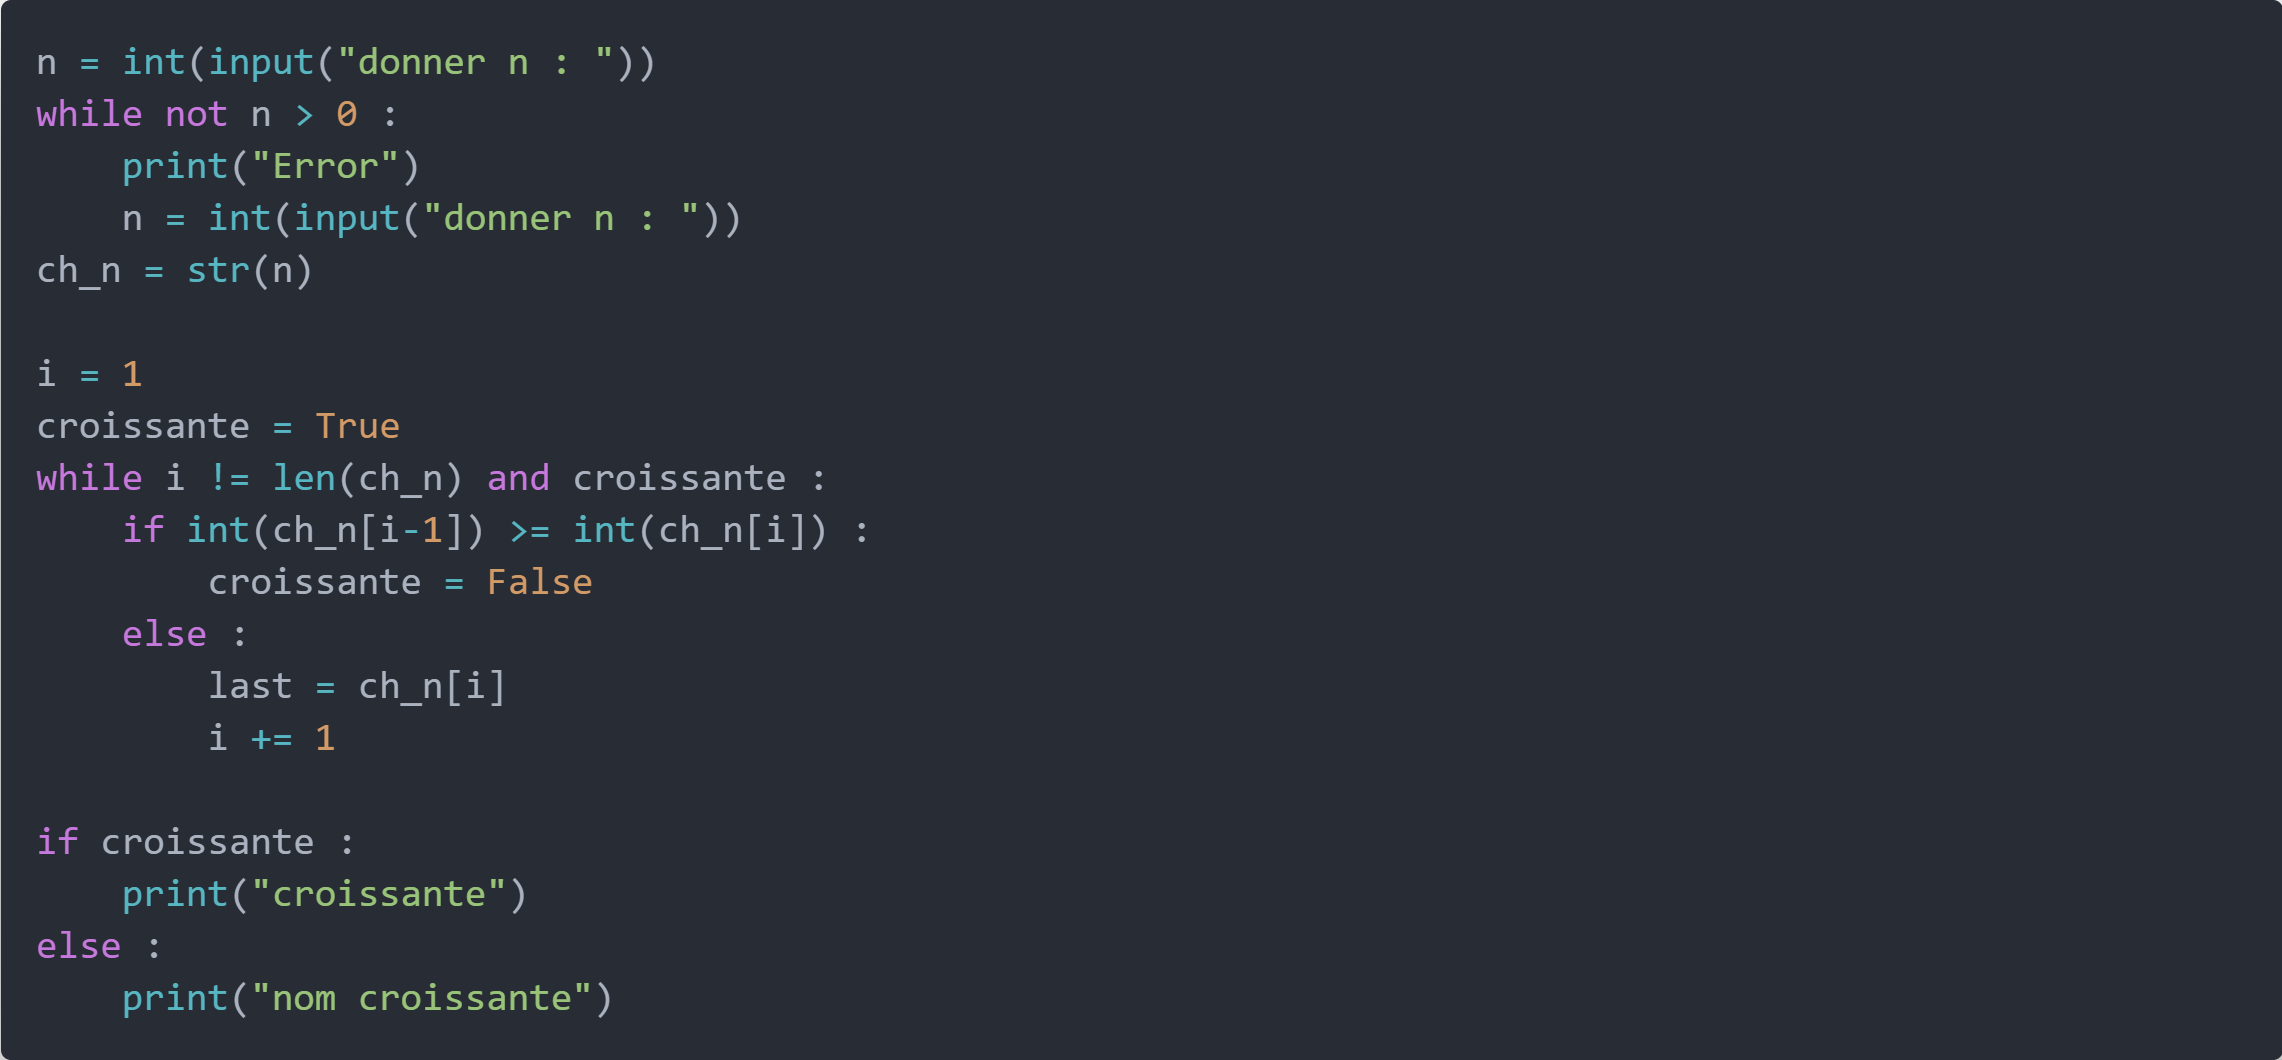 n = int(input("donner n : "))
while not n > 0 :
    print("Error")
    n = int(input("donner n : "))
ch_n = str(n)

i = 1
croissante = True
while i != len(ch_n) and croissante :
    if int(ch_n[i-1]) >= int(ch_n[i]) :
        croissante = False
    else :
        last = ch_n[i]
        i += 1

if croissante :
    print("croissante")
else :
    print("nom croissante")